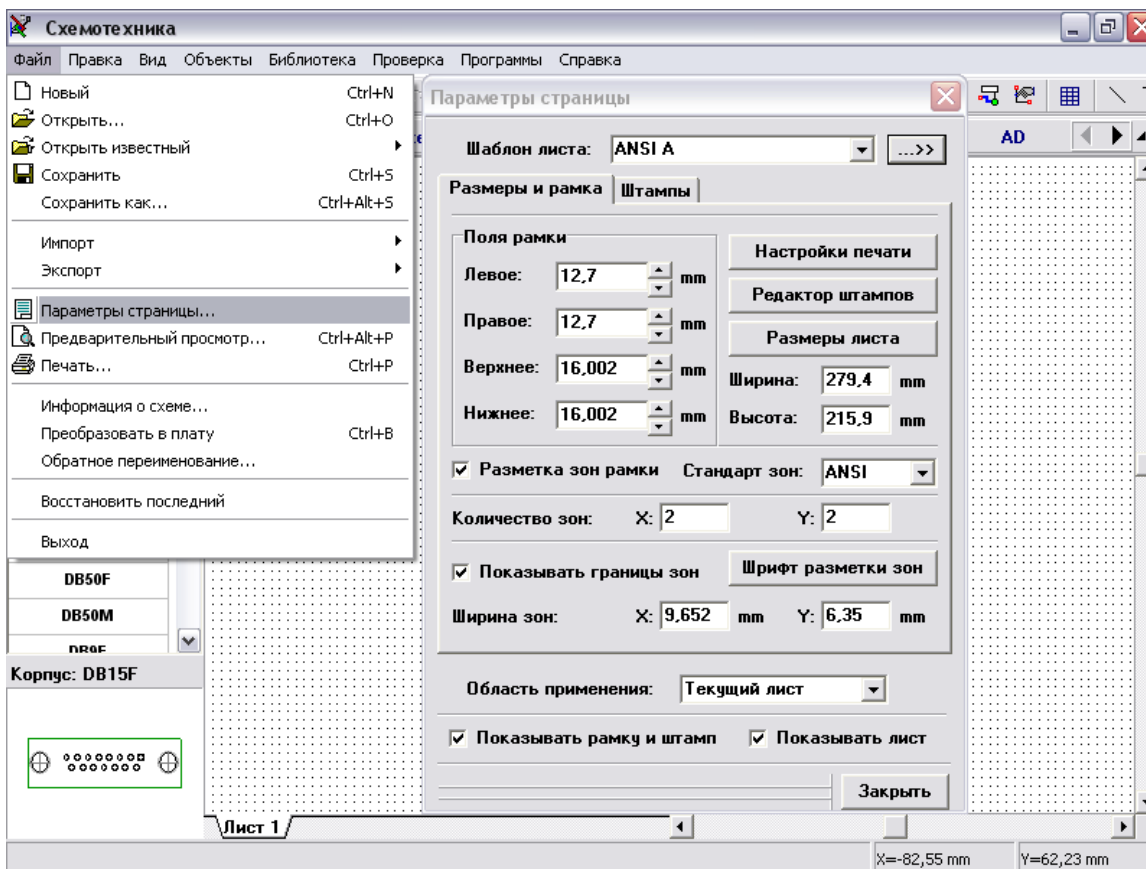 Схемотехника
Файл Правка Вид Объекты Библиотека Проверка Программы Справка
Новый Ctrl+N
Открыть... Ctrl+O
Открыть известный
Сохранить Ctrl+S
Сохранить как... Ctrl+Alt+S
Импорт
Экспорт
Параметры страницы...
Предварительный просмотр... Ctrl+Alt+P
Печать... Ctrl+P
Информация о схеме...
Преобразовать в плату Ctrl+B
Обратное переименование...
Восстановить последний
Выход
DB50F
DB50M
DB9F
Корпус: DB15F
Параметры страницы
AD
Шаблон листа: ANSI A ...>>
Размеры и рамка Штампы
Поля рамки
Левое: 12,7 mm
Правое: 12,7 mm
Верхнее: 16,002 mm
Нижнее: 16,002 mm
Настройки печати
Редактор штампов
Размеры листа
Ширина: 279,4 mm
Высота: 215,9 mm
Разметка зон рамки Стандарт зон: ANSI
Количество зон: X: 2 Y: 2
Показывать границы зон Шрифт разметки зон
Ширина зон: X: 9,652 mm Y: 6,35 mm
Область применения: Текущий лист
Показывать рамку и штамп Показывать лист
Закрыть
Лист 1
X=-82,55 mm Y=62,23 mm